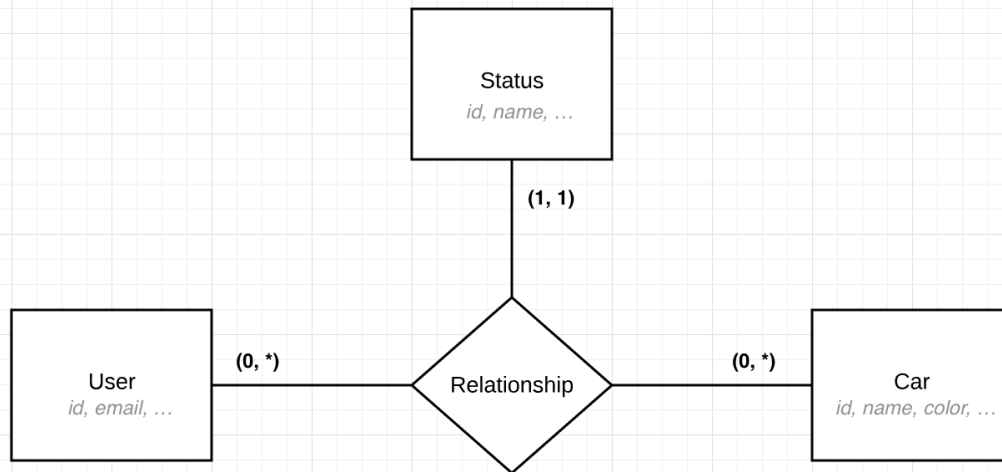 Status
id, name, …
(1, 1)
(0, *)
(0, *)
User
id, email, …
Relationship
Car
id, name, color, …